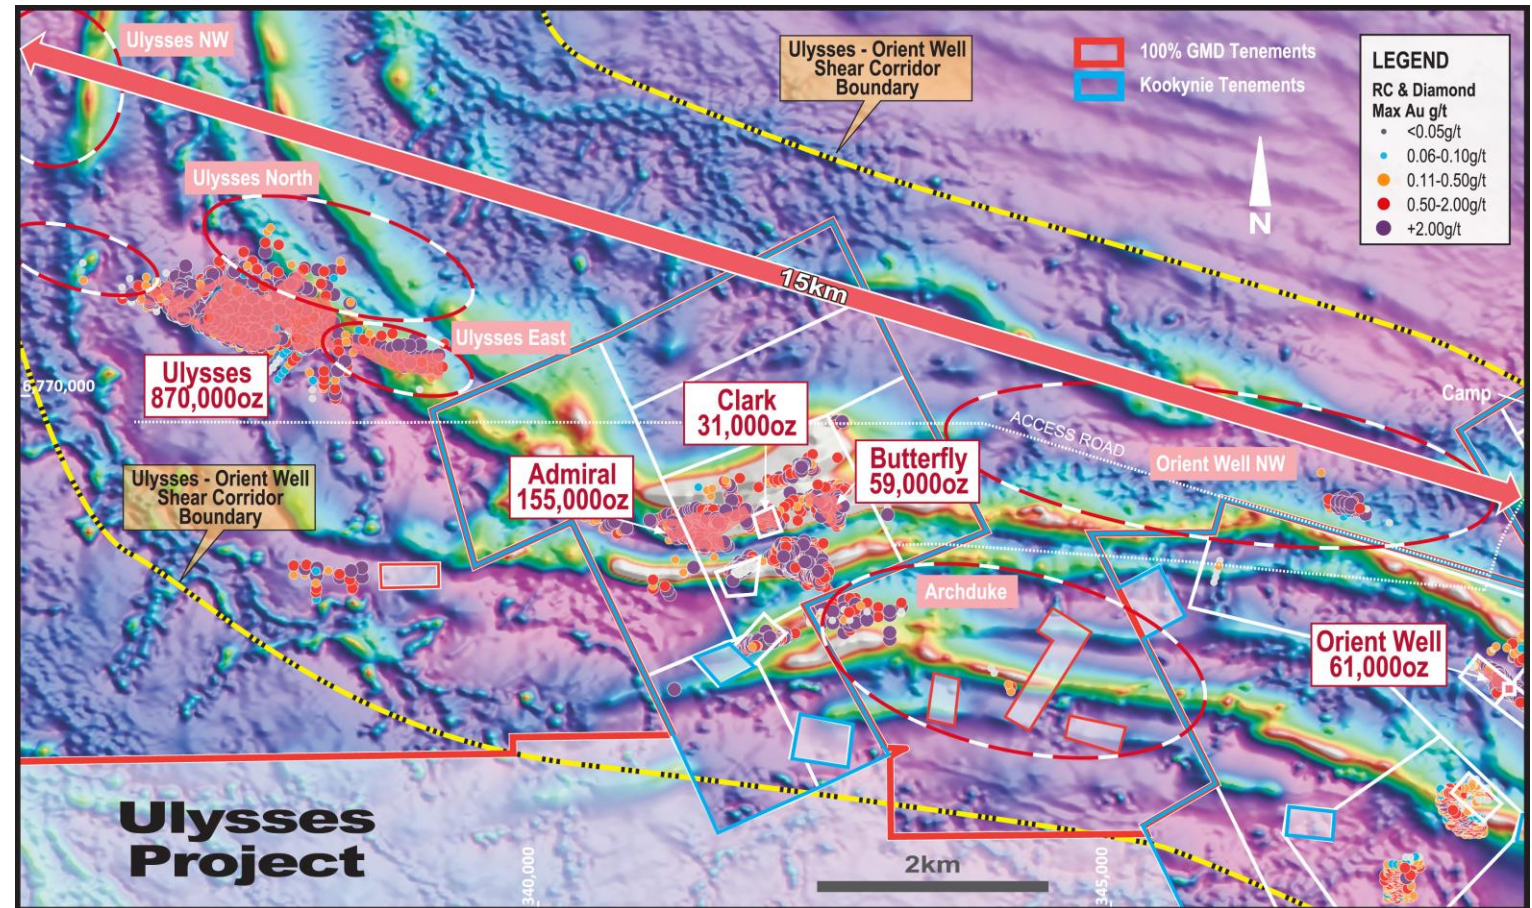 Ulysses NW
Ulysses - Orient Well
Shear Corridor
Boundary
100% GMD Tenements
Kookynie Tenements
LEGEND
RC & Diamond
Max Au g/t
<0.05g/t
0.06-0.10g/t
0.11-0.50g/t
0.50-2.00g/t
+2.00g/t
N
Ulysses North
15km
Ulysses East
Ulysses
870,000oz
6,770,000
Camp
Clark
31,000oz
ACCESS ROAD
Butterfly
59,000oz
Orient Well NW
Admiral
155,000oz
Ulysses - Orient Well
Shear Corridor
Boundary
Archduke
Orient Well
61,000oz
Ulysses
Project
340,000
345,000
2km